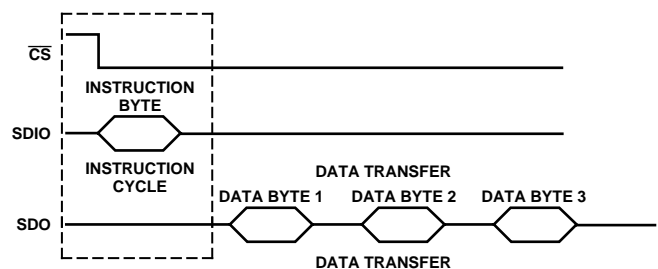 CS
INSTRUCTION
BYTE
SDIO
INSTRUCTION
CYCLE
DATA TRANSFER
DATA BYTE 1 DATA BYTE 2 DATA BYTE 3
SDO
DATA TRANSFER